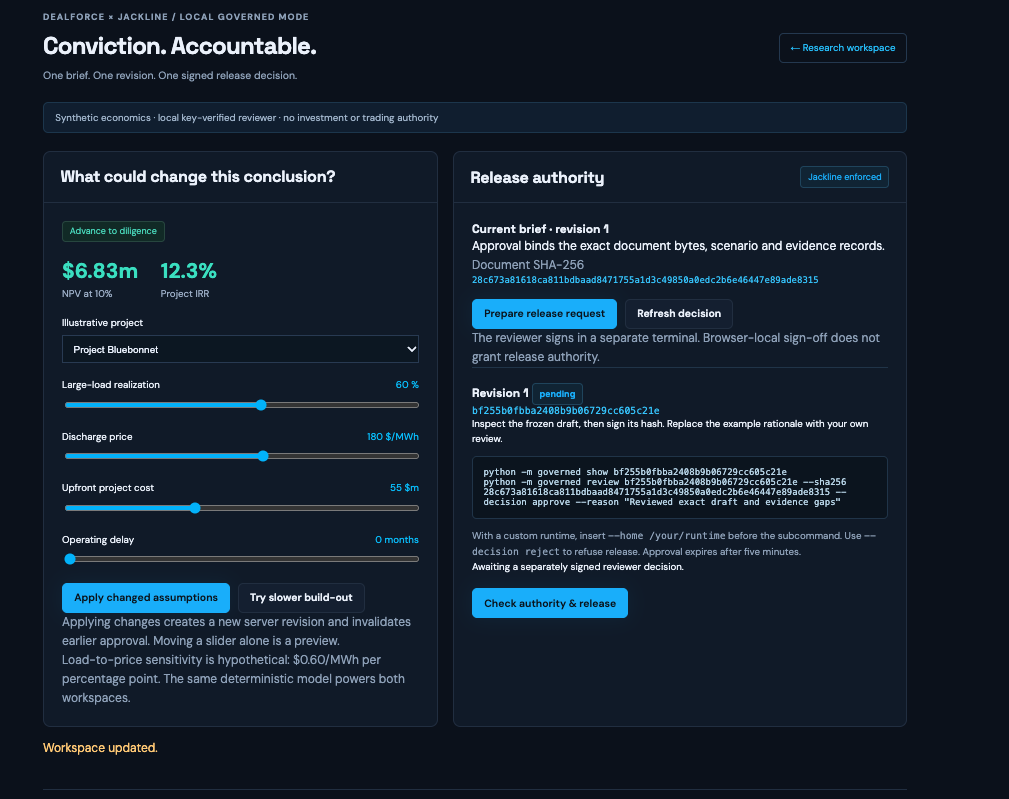 DEALFORCE × JACKLINE / LOCAL GOVERNED MODE
Conviction. Accountable.
← Research workspace
One brief. One revision. One signed release decision.
Synthetic economics · local key-verified reviewer · no investment or trading authority
What could change this conclusion?
Advance to diligence
$6.83m 12.3%
NPV at 10% Project IRR
Illustrative project
Project Bluebonnet
Large-load realization 60 %
Discharge price 180 $/MWh
Upfront project cost 55 $m
Operating delay 0 months
Apply changed assumptions Try slower build-out
Applying changes creates a new server revision and invalidates
earlier approval. Moving a slider alone is a preview.
Load-to-price sensitivity is hypothetical: $0.60/MWh per
percentage point. The same deterministic model powers both
workspaces.
Release authority
Jackline enforced
Current brief · revision 1
Approval binds the exact document bytes, scenario and evidence records.
Document SHA-256
28c673a81618ca811bdbaad8471755a1d3c49850a0edc2b6e46447e89ade8315
Prepare release request Refresh decision
The reviewer signs in a separate terminal. Browser-local sign-off does not
grant release authority.
Revision 1 pending
bf255b0fbba2408b9b06729cc605c21e
Inspect the frozen draft, then sign its hash. Replace the example rationale with your own
review.
python -m governed show bf255b0fbba2408b9b06729cc605c21e
python -m governed review bf255b0fbba2408b9b06729cc605c21e --sha256
28c673a81618ca811bdbaad8471755a1d3c49850a0edc2b6e46447e89ade8315 --
decision approve --reason "Reviewed exact draft and evidence gaps"
With a custom runtime, insert --home /your/runtime before the subcommand. Use --
decision reject to refuse release. Approval expires after five minutes.
Awaiting a separately signed reviewer decision.
Check authority & release
Workspace updated.